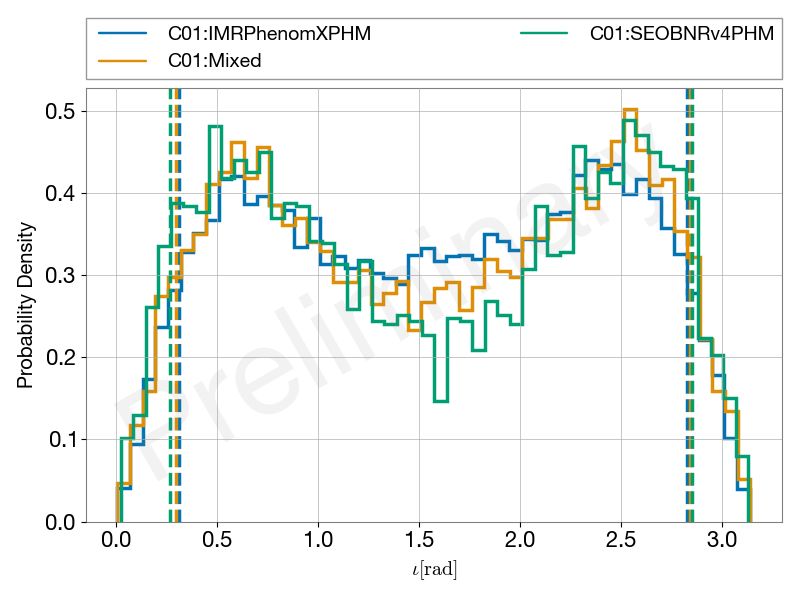 C01:IMRPhenomXPHM
C01:Mixed
C01:SEOBNRv4PHM
Preliminary
Probability Density
0.5
0.4
0.3
0.2
0.1
0.0
0.0 0.5 1.0 1.5 2.0 2.5 3.0
ι[rad]